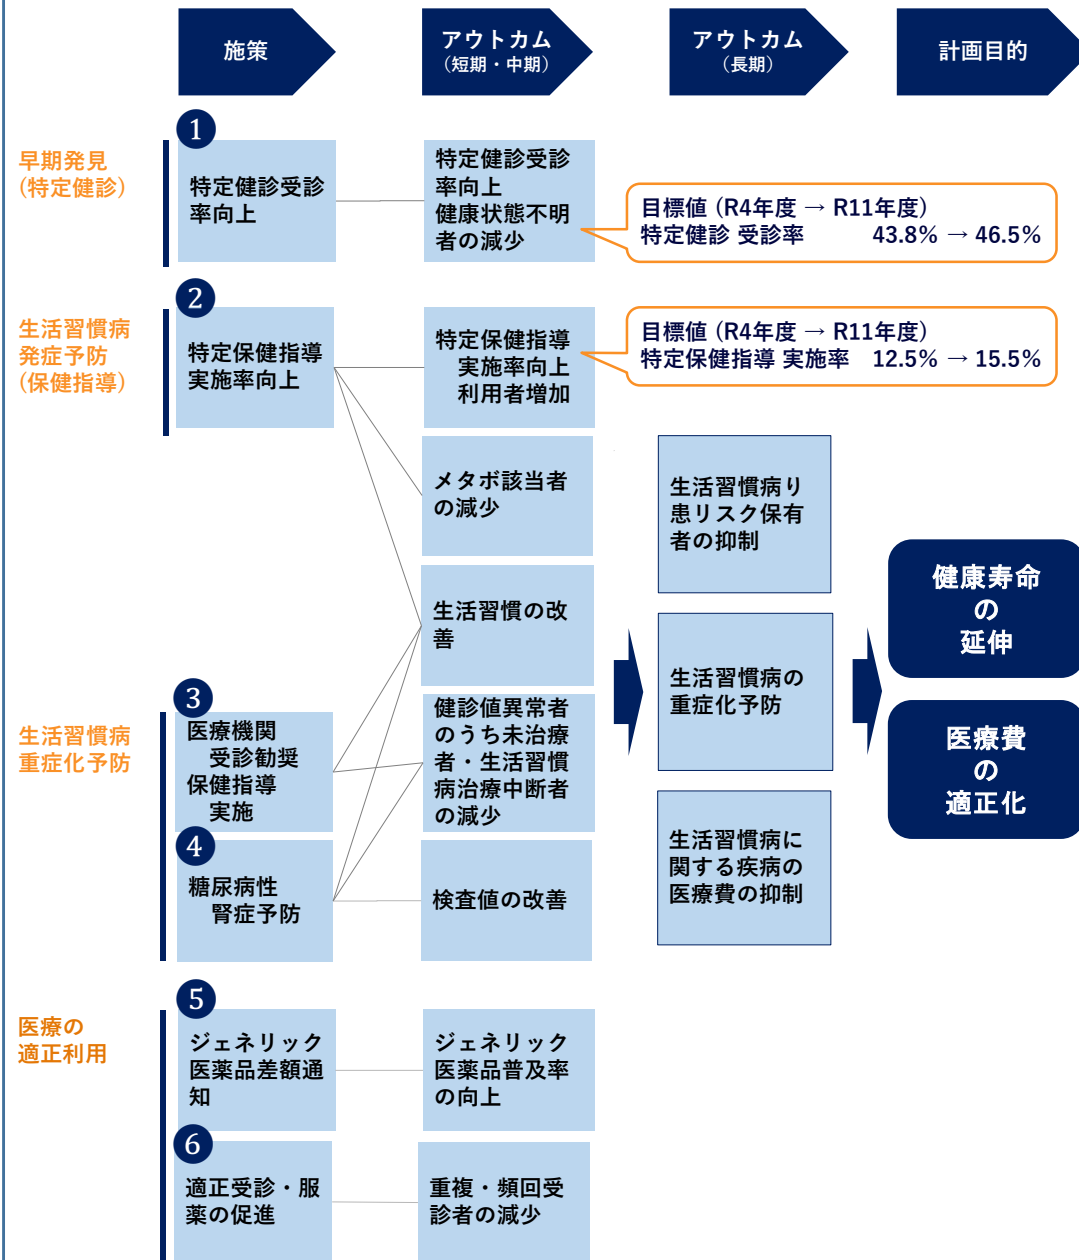 施策
アウトカム
（短期・中期）
アウトカム
（長期）
計画目的
早期発見
(特定健診)
1
特定健診受診
率向上
特定健診受診
率向上
健康状態不明
者の減少
目標値 (R4年度 → R11年度)
特定健診 受診率 43.8% → 46.5%
生活習慣病
発症予防
(保健指導)
2
特定保健指導
実施率向上
特定保健指導
実施率向上
利用者増加
目標値 (R4年度 → R11年度)
特定保健指導 実施率 12.5% → 15.5%
メタボ該当者
の減少
生活習慣の改
善
生活習慣病
重症化予防
3
医療機関
受診勧奨
保健指導
実施
健診値異常者
のうち未治療
者・生活習慣
病治療中断者
の減少
4
糖尿病性
腎症予防
検査値の改善
生活習慣病り
患リスク保有
者の抑制
生活習慣病の
重症化予防
生活習慣病に
関する疾病の
医療費の抑制
健康寿命
の
延伸
医療費
の
適正化
医療の
適正利用
5
ジェネリック
医薬品差額通
知
ジェネリック
医薬品普及率
の向上
6
適正受診・服
薬の促進
重複・頻回受
診者の減少